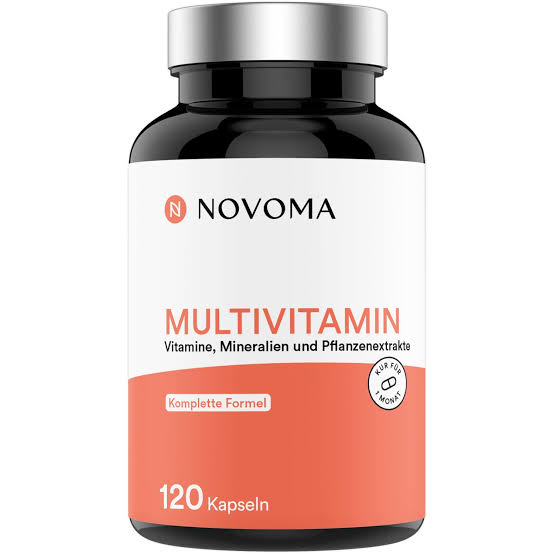 NOVOMA
MULTIVITAMIN
Vitamine, Mineralien und Pflanzenextrakte
KUR FÜR
1 MONAT
Komplette Formel
120 Kapseln